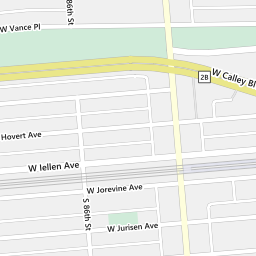 W Vance Pl
86th St
2B
W Calley Bl
Hovert Ave
W Iellen Ave
W Jorevine Ave
S 86th St
W Jurisen Ave